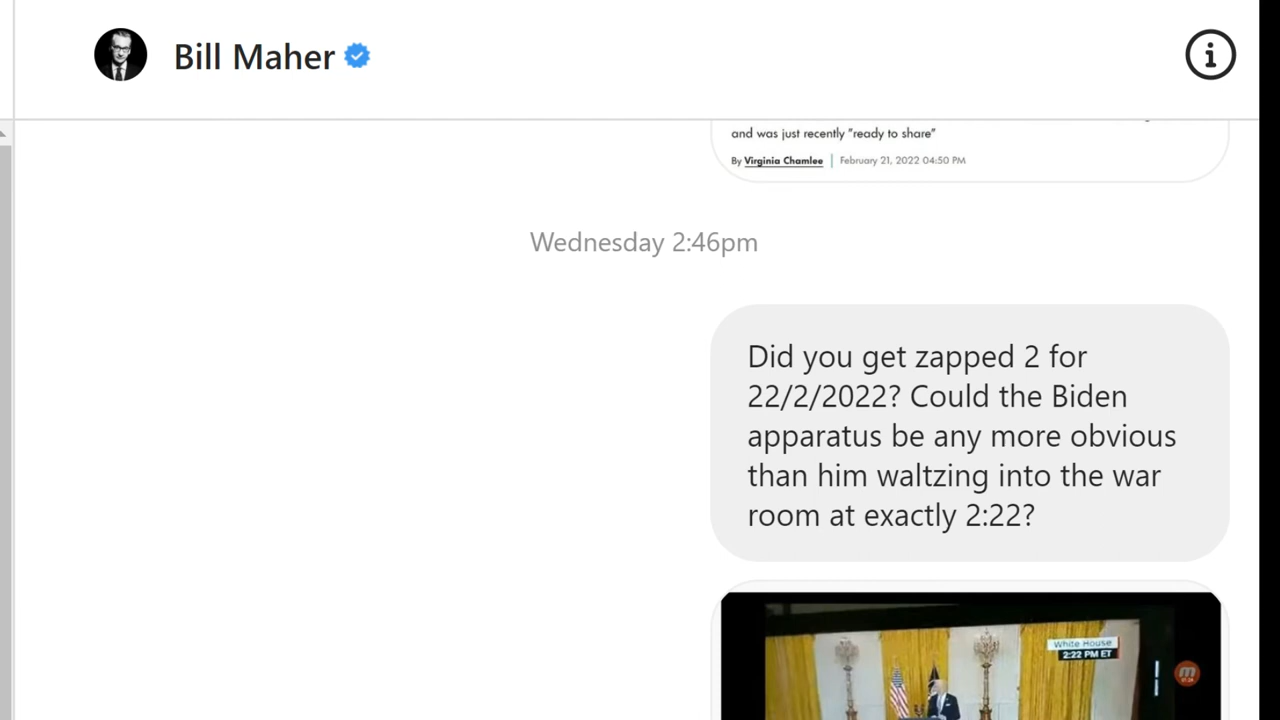 Bill Maher
and was just recently "ready to share"
By Virginia Chamlee | February 21, 2022 04:50 PM
Wednesday 2:46pm
Did you get zapped 2 for
22/2/2022? Could the Biden
apparatus be any more obvious
than him waltzing into the war
room at exactly 2:22?
White House
2:22 PM ET